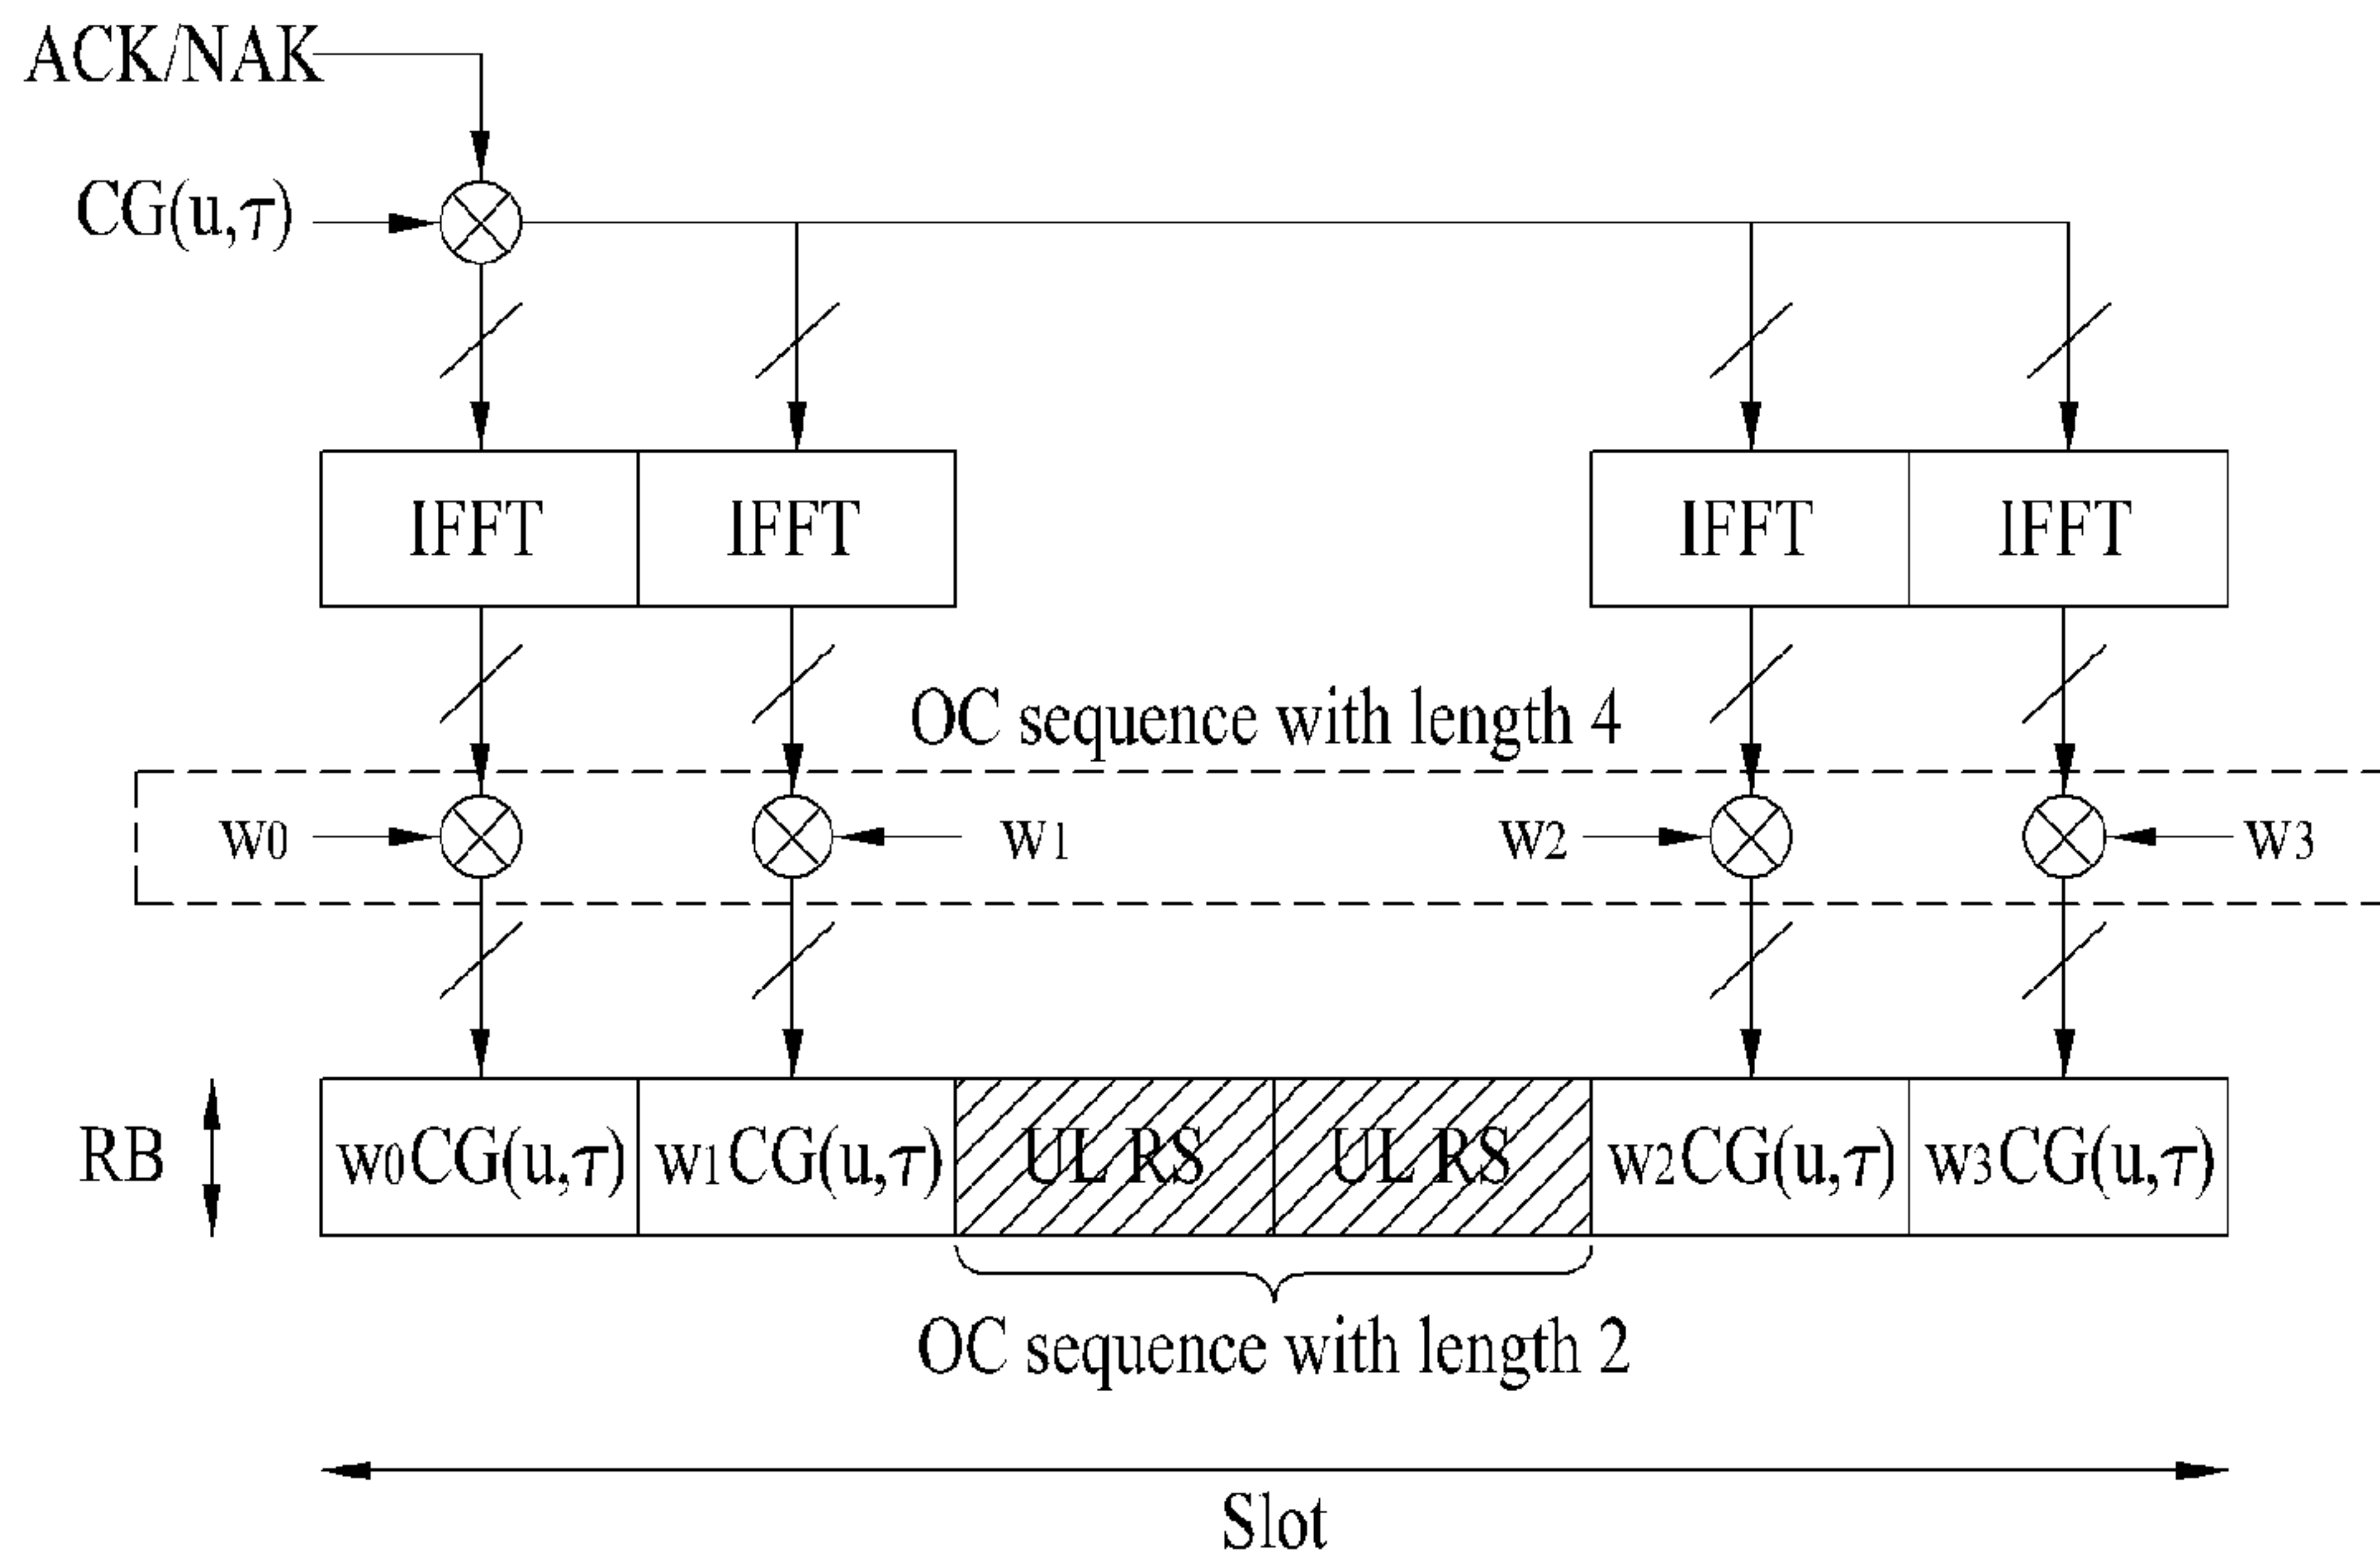 ACK/NAK
CG(u,τ)
IFFT IFFT IFFT IFFT
OC sequence with length 4
w0 w1 w2 w3
RB w0CG(u,τ) w1CG(u,τ) UL RS UL RS w2CG(u,τ) w3CG(u,τ)
OC sequence with length 2
Slot